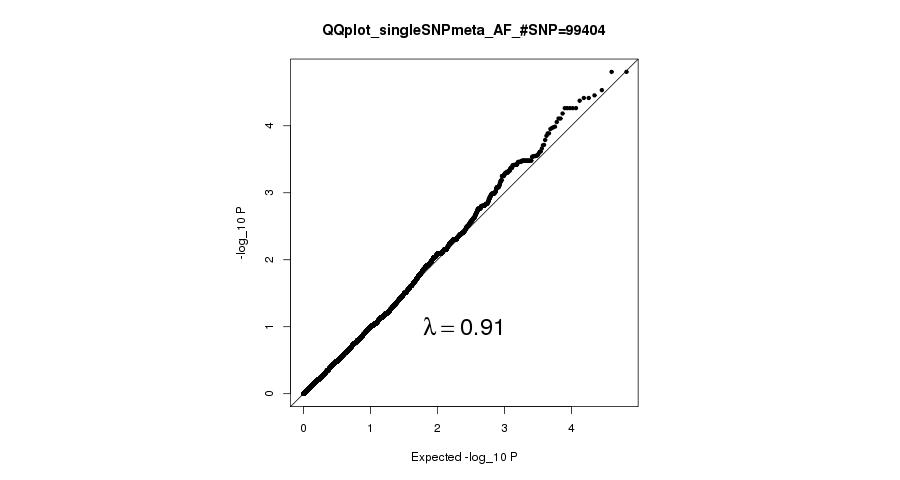 QQplot_singleSNPmeta_AF_#SNP=99404
-log_10 P
4
3
2
1
0
λ = 0.91
0 1 2 3 4
Expected -log_10 P